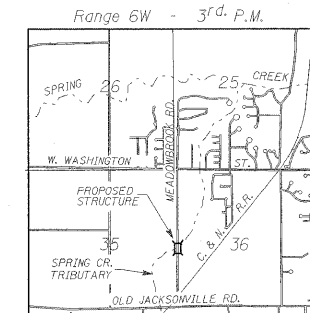 Range 6W - 3rd. P.M.
SPRING
26
25
CREEK
MEADOWBROOK RD.
W. WASHINGTON
ST.
PROPOSED
STRUCTURE
C. & N. R.R.
35
36
SPRING CR.
TRIBUTARY
OLD JACKSONVILLE RD.